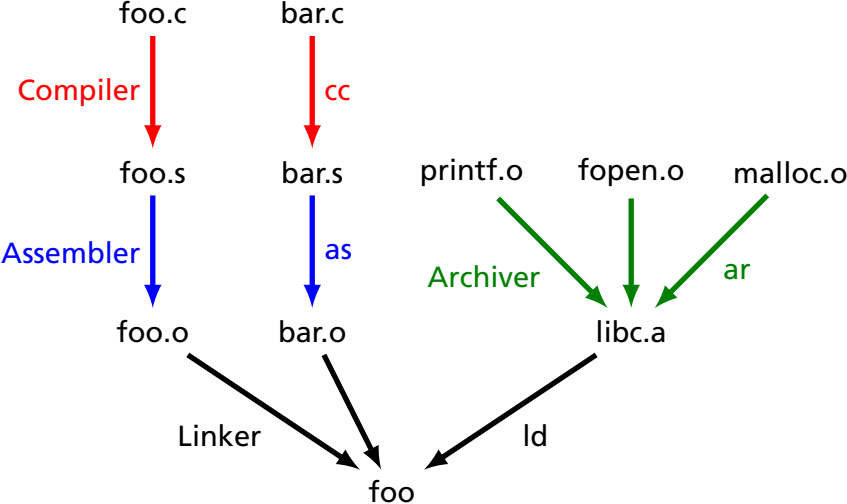 foo.c
bar.c
Compiler
cc
foo.s
bar.s
printf.o
fopen.o
malloc.o
Assembler
as
Archiver
ar
foo.o
bar.o
libc.a
Linker
ld
foo